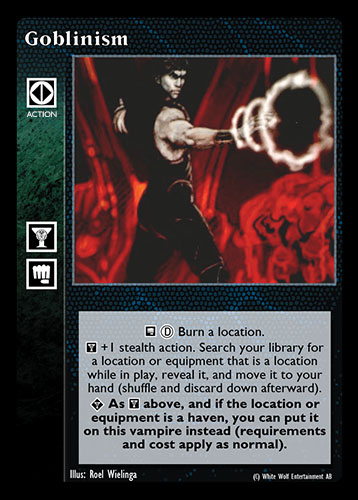 Goblinism
ACTION
D Burn a location.
+1 stealth action. Search your library for
a location or equipment that is a location
while in play, reveal it, and move it to your
hand (shuffle and discard down afterward).
As above, and if the location or
equipment is a haven, you can put it
on this vampire instead (requirements
and cost apply as normal).
Illus: Roel Wielinga
(C) White Wolf Entertainment AB